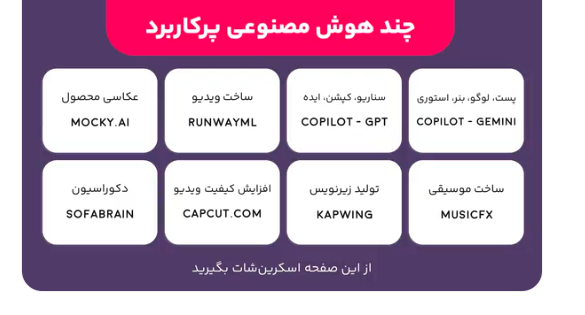 چند هوش مصنوعی پرکاربرد
پست، لوگو، بنر، استوری
COPILOT - GEMINI
سناریو، کپشن، ایده
COPILOT - GPT
ساخت ویدیو
RUNWAYML
عکاسی محصول
MOCKY.AI
ساخت موسیقی
MUSICFX
تولید زیرنویس
KAPWING
افزایش کیفیت ویدیو
CAPCUT.COM
دکوراسیون
SOFABRAIN
از این صفحه اسکرین‌شات بگیرید